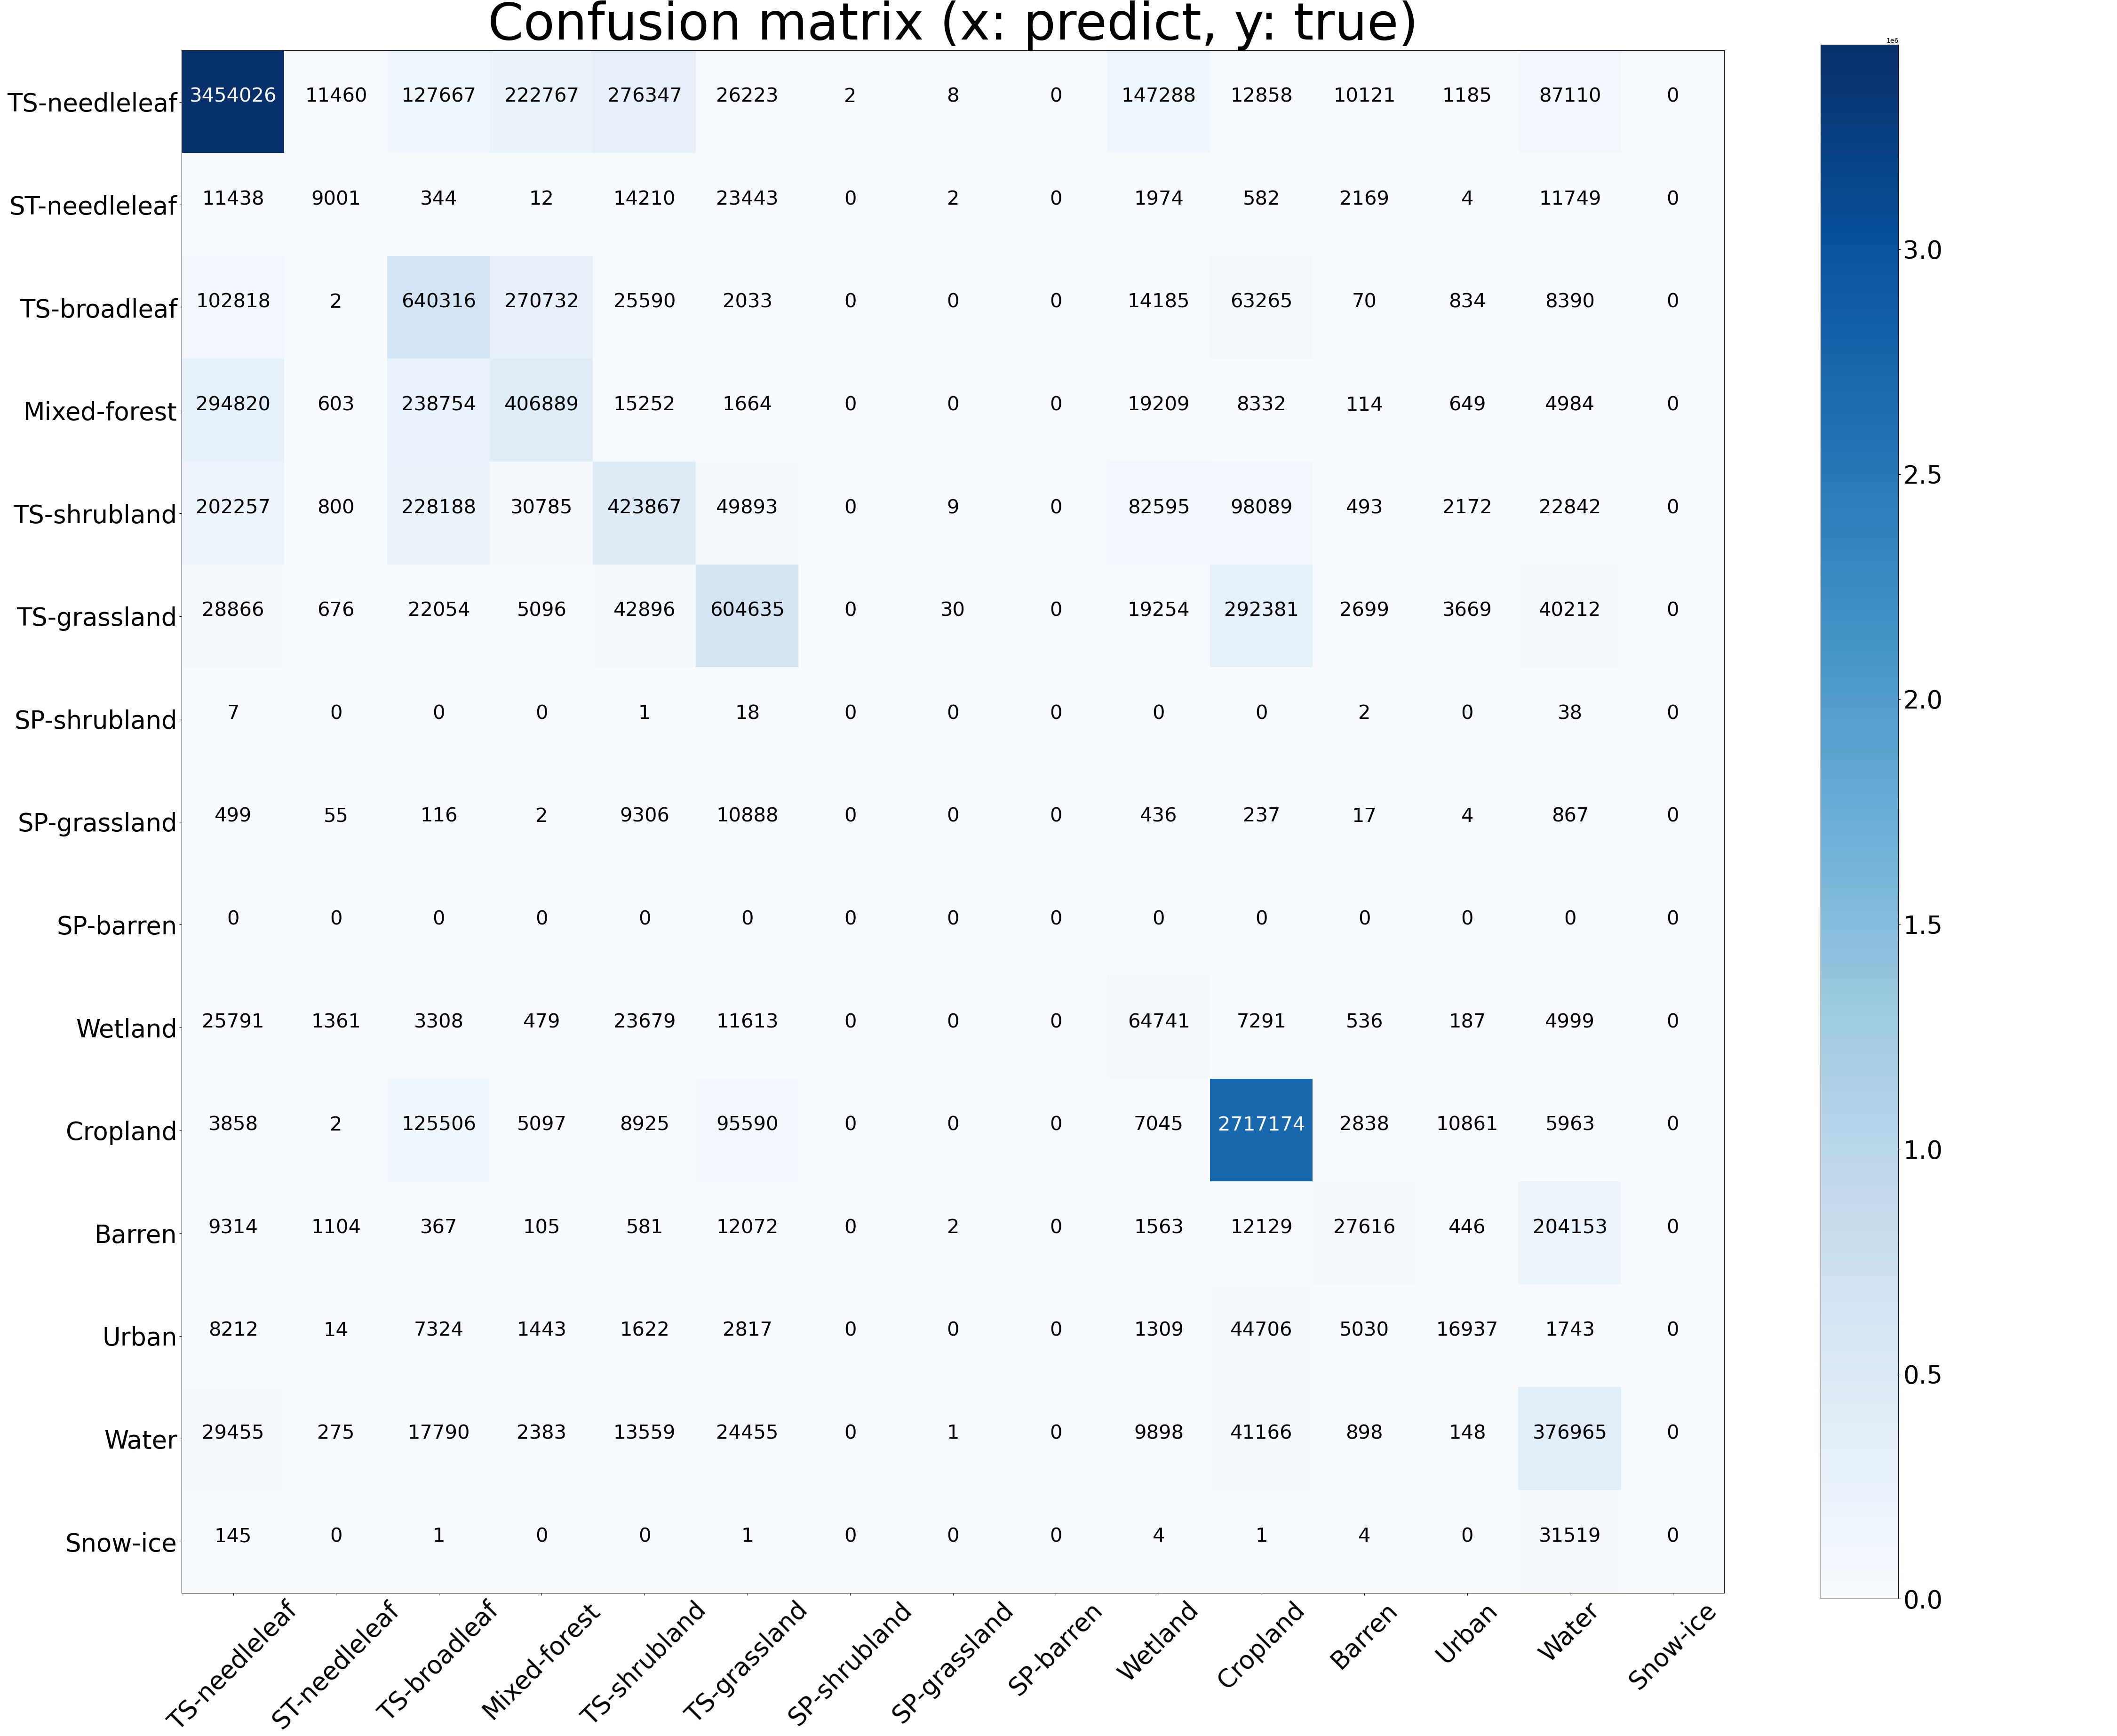 Confusion matrix (x: predict, y: true)
1e6
TS-needleleaf 3454026 11460 127667 222767 276347 26223 2 8 0 147288 12858 10121 1185 87110 0
ST-needleleaf 11438 9001 344 12 14210 23443 0 2 0 1974 582 2169 4 11749 0
3.0
TS-broadleaf 102818 2 640316 270732 25590 2033 0 0 0 14185 63265 70 834 8390 0
Mixed-forest 294820 603 238754 406889 15252 1664 0 0 0 19209 8332 114 649 4984 0
2.5
TS-shrubland 202257 800 228188 30785 423867 49893 0 9 0 82595 98089 493 2172 22842 0
TS-grassland 28866 676 22054 5096 42896 604635 0 30 0 19254 292381 2699 3669 40212 0
2.0
SP-shrubland 7 0 0 0 1 18 0 0 0 0 0 2 0 38 0
SP-grassland 499 55 116 2 9306 10888 0 0 0 436 237 17 4 867 0
SP-barren 0 0 0 0 0 0 0 0 0 0 0 0 0 0 0
1.5
Wetland 25791 1361 3308 479 23679 11613 0 0 0 64741 7291 536 187 4999 0
Cropland 3858 2 125506 5097 8925 95590 0 0 0 7045 2717174 2838 10861 5963 0
1.0
Barren 9314 1104 367 105 581 12072 0 2 0 1563 12129 27616 446 204153 0
Urban 8212 14 7324 1443 1622 2817 0 0 0 1309 44706 5030 16937 1743 0
0.5
Water 29455 275 17790 2383 13559 24455 0 1 0 9898 41166 898 148 376965 0
Snow-ice 145 0 1 0 0 1 0 0 0 4 1 4 0 31519 0
0.0
TS-needleleaf ST-needleleaf TS-broadleaf Mixed-forest TS-shrubland TS-grassland SP-shrubland SP-grassland SP-barren Wetland Cropland Barren Urban Water Snow-ice